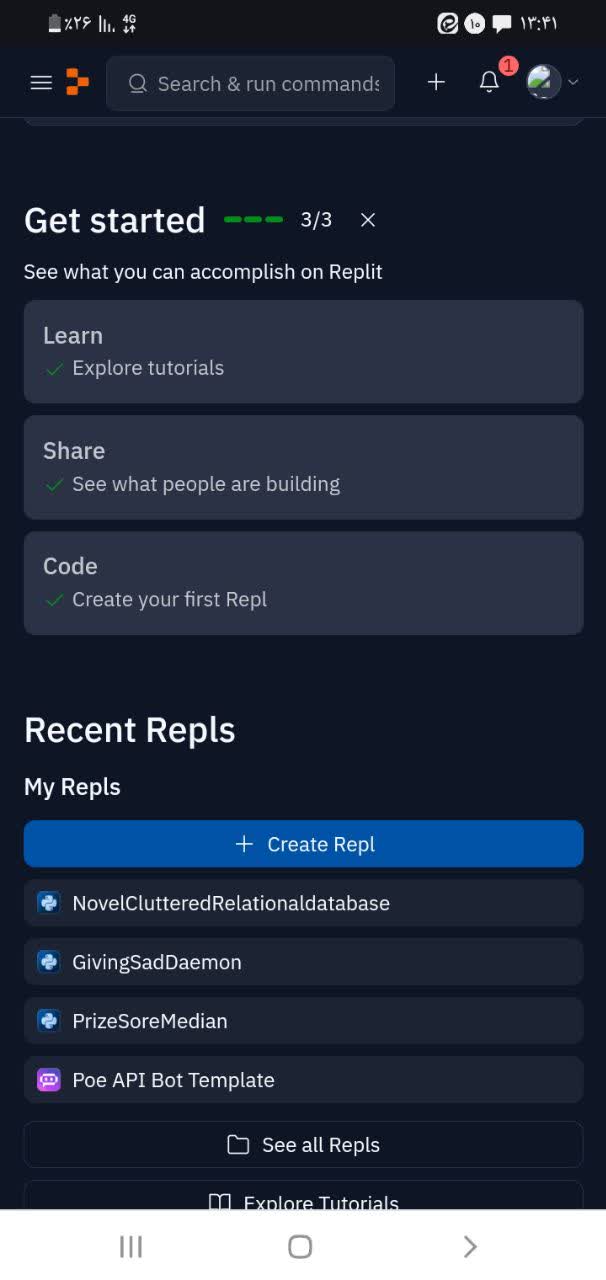 ٪۲۶ 4G ۱۰ ۱۳:۴۱
Search & run commands 1
Get started 3/3
See what you can accomplish on Replit
Learn
Explore tutorials
Share
See what people are building
Code
Create your first Repl
Recent Repls
My Repls
Create Repl
NovelClutteredRelationaldatabase
GivingSadDaemon
PrizeSoreMedian
Poe API Bot Template
See all Repls
Explore Tutorials